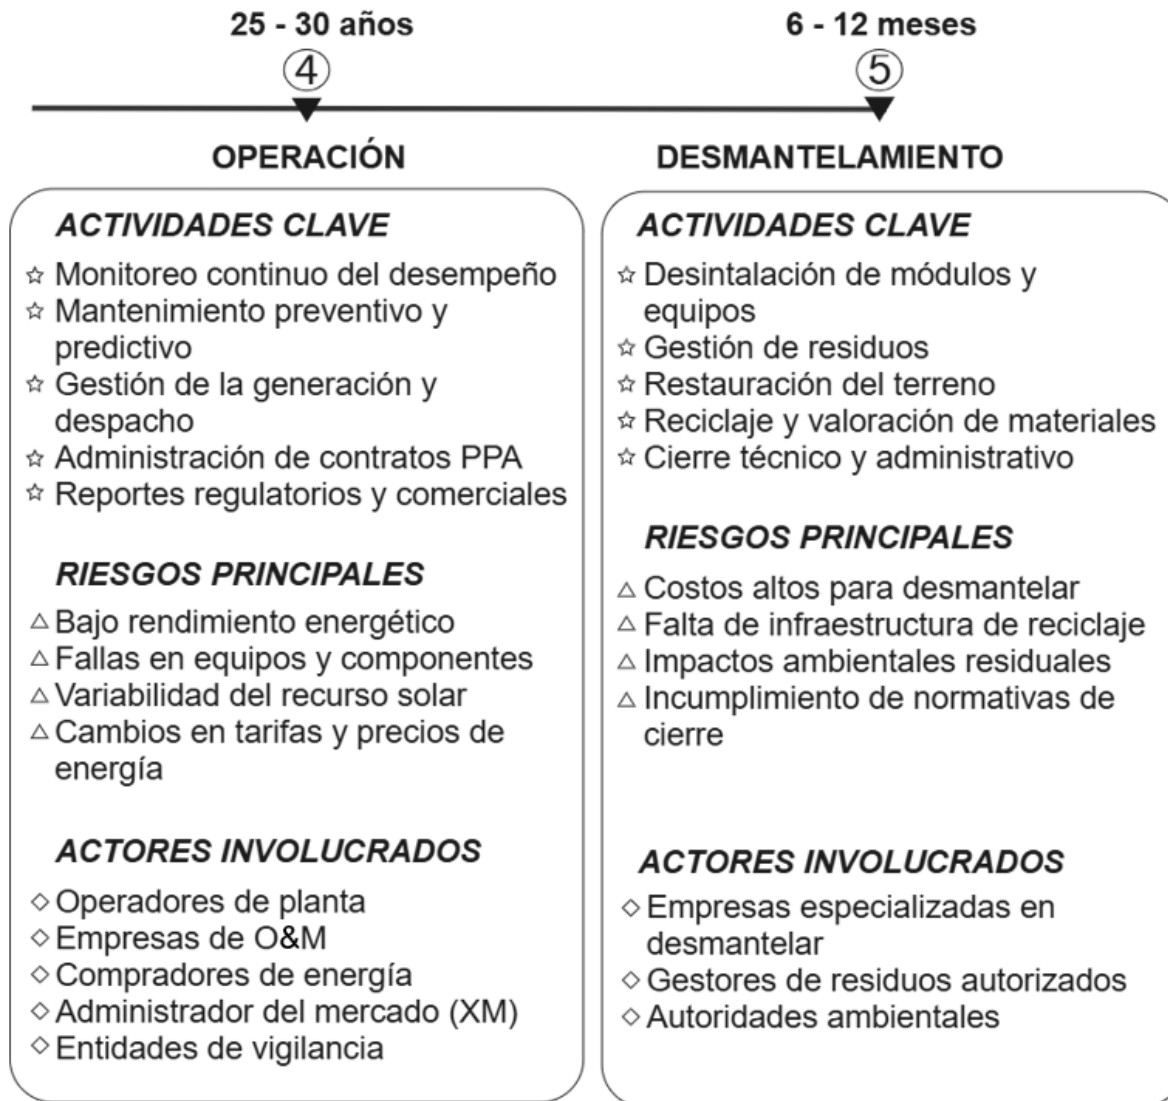 25 - 30 años
4
OPERACIÓN
ACTIVIDADES CLAVE
Monitoreo continuo del desempeño
Mantenimiento preventivo y
predictivo
Gestión de la generación y
despacho
Administración de contratos PPA
Reportes regulatorios y comerciales
RIESGOS PRINCIPALES
Bajo rendimiento energético
Fallas en equipos y componentes
Variabilidad del recurso solar
Cambios en tarifas y precios de
energía
ACTORES INVOLUCRADOS
Operadores de planta
Empresas de O&M
Compradores de energía
Administrador del mercado (XM)
Entidades de vigilancia
6 - 12 meses
5
DESMANTELAMIENTO
ACTIVIDADES CLAVE
Desintalación de módulos y
equipos
Gestión de residuos
Restauración del terreno
Reciclaje y valoración de materiales
Cierre técnico y administrativo
RIESGOS PRINCIPALES
Costos altos para desmantelar
Falta de infraestructura de reciclaje
Impactos ambientales residuales
Incumplimiento de normativas de
cierre
ACTORES INVOLUCRADOS
Empresas especializadas en
desmantelar
Gestores de residuos autorizados
Autoridades ambientales